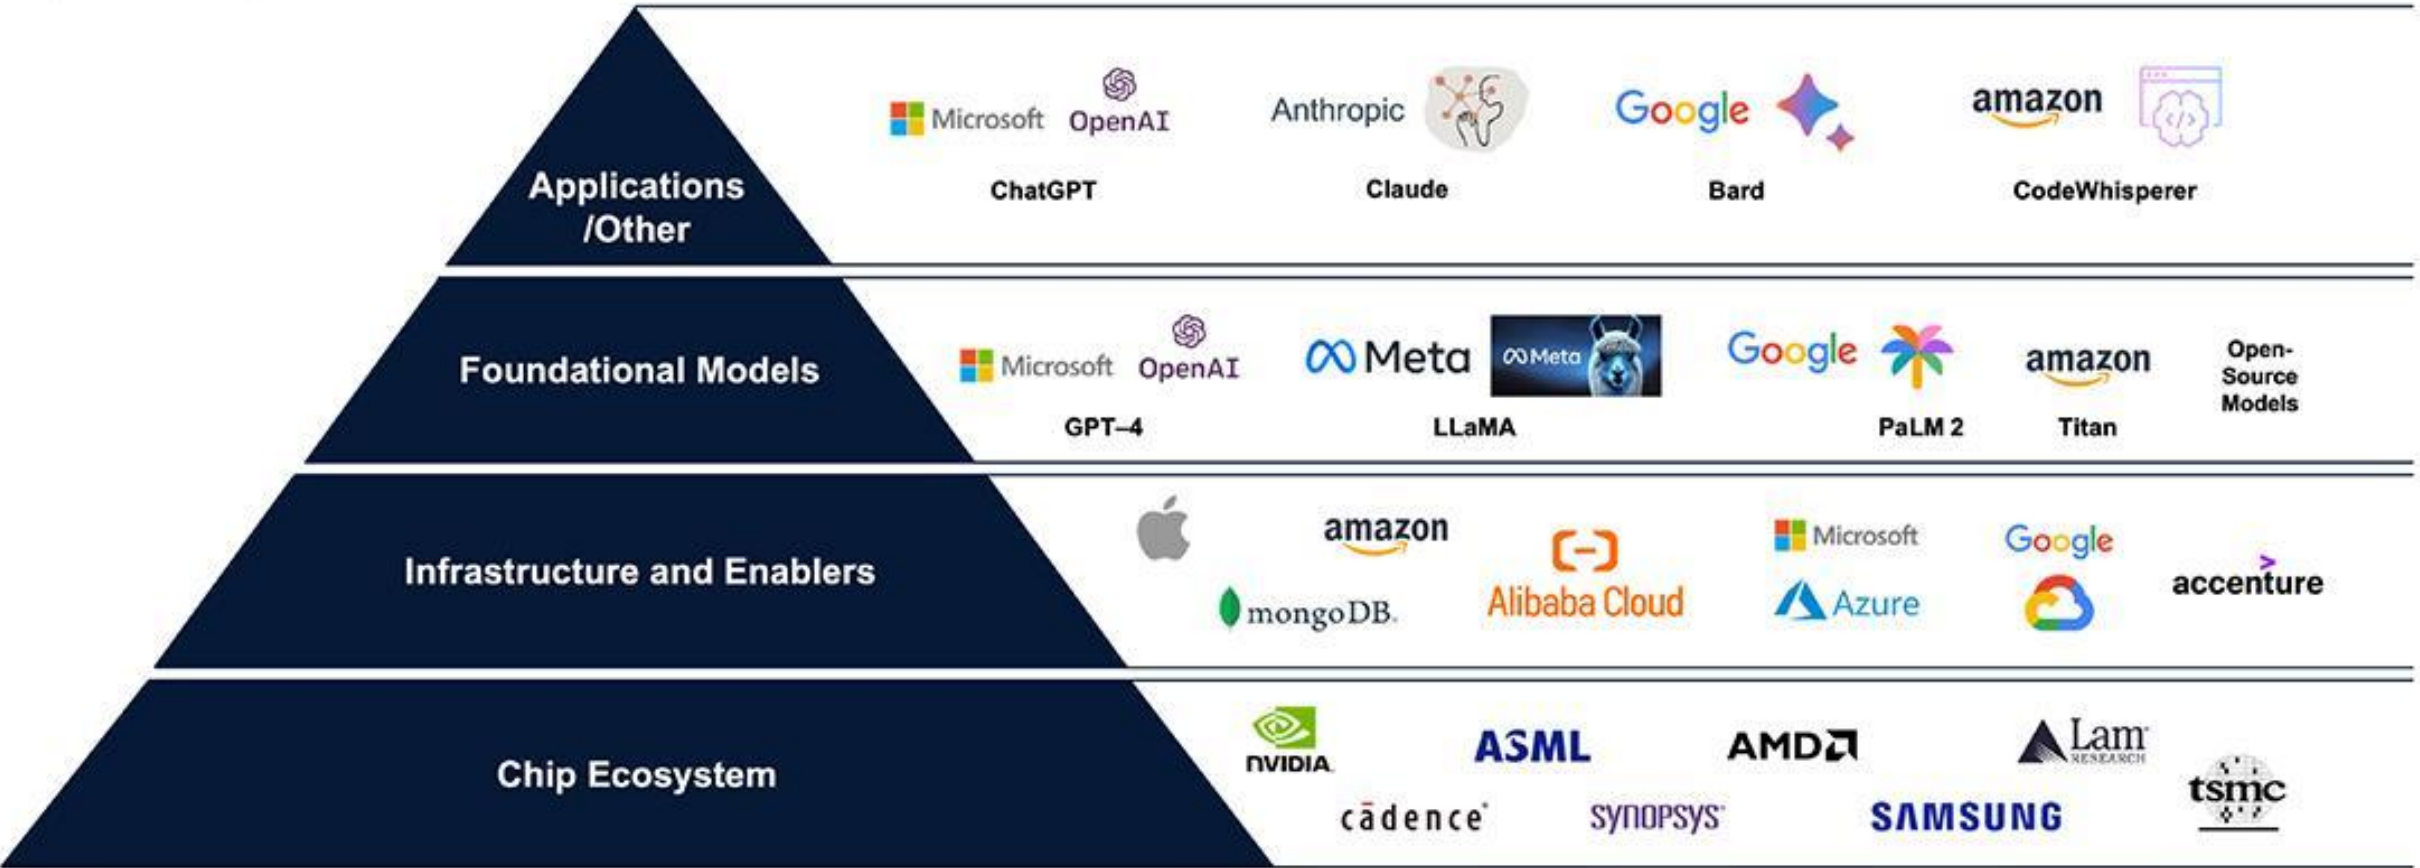 Applications
/Other
Microsoft OpenAI
ChatGPT
Anthropic
Claude
Google
Bard
amazon
CodeWhisperer
Foundational Models
Microsoft OpenAI
GPT–4
Meta Meta
LLaMA
Google
PaLM 2
amazon
Titan
Open-
Source
Models
Infrastructure and Enablers
amazon
mongoDB.
Alibaba Cloud
Microsoft
Azure
Google
accenture
Chip Ecosystem
NVIDIA
ASML
AMD
Lam
RESEARCH
cādence
SYNOPSYS
SAMSUNG
tsmc